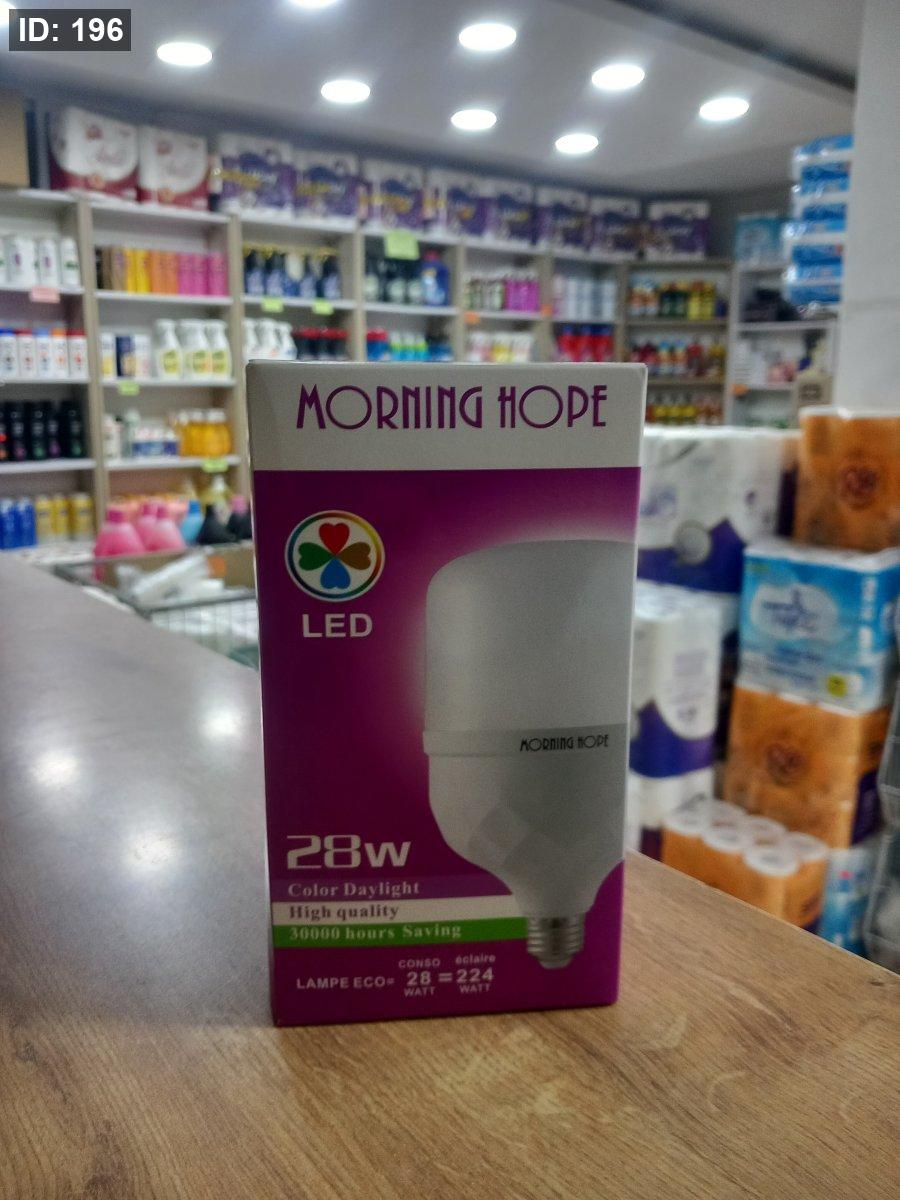 ID: 196
MORNING HOPE
LED
MORNING HOPE
28W
Color Daylight
High quality
30000 hours Saving
CONSO éclaire
LAMPE ECO= 28 =224
WATT WATT